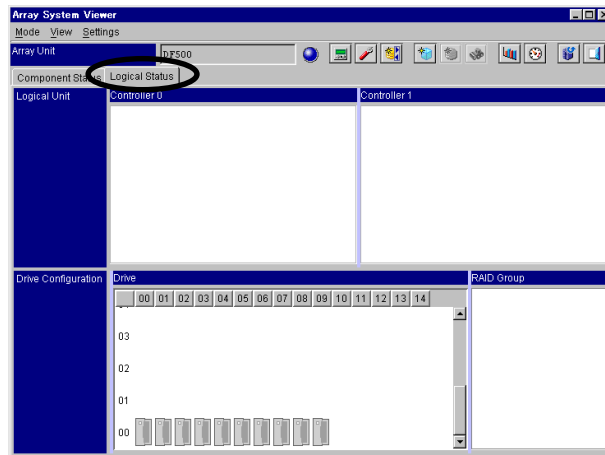 Array System Viewer
Mode View Settings
Array Unit DF500
Component Status Logical Status
Logical Unit Controller 0 Controller 1
Drive Configuration Drive RAID Group
00 01 02 03 04 05 06 07 08 09 10 11 12 13 14
03
02
01
00